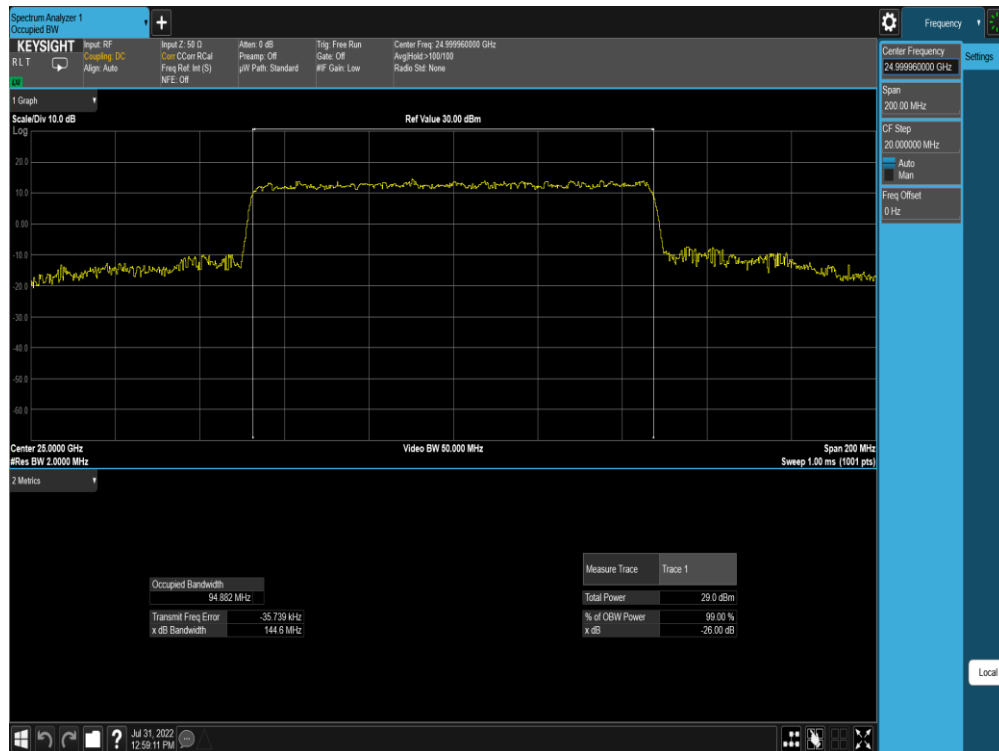 Spectrum Analyzer 1
Occupied BW
Frequency
KEYSIGHT
RLT
LXI
Input: RF
Coupling: DC
Align: Auto
Input Z: 50 Ω
Corr CCorr RCal
Freq Ref: Int (S)
NFE: Off
Atten: 0 dB
Preamp: Off
µW Path: Standard
Trig: Free Run
Gate: Off
#IF Gain: Low
Center Freq: 24.999960000 GHz
Avg|Hold:>100/100
Radio Std: None
Center Frequency
24.999960000 GHz
Settings
Span
200.00 MHz
CF Step
20.000000 MHz
Auto
Man
Freq Offset
0 Hz
1 Graph
Scale/Div 10.0 dB
Ref Value 30.00 dBm
Log
20.0
10.0
0.00
-10.0
-20.0
-30.0
-40.0
-50.0
-60.0
Center 25.0000 GHz
#Res BW 2.0000 MHz
Video BW 50.000 MHz
Span 200 MHz
Sweep 1.00 ms (1001 pts)
2 Metrics
Occupied Bandwidth
94.882 MHz
Transmit Freq Error -35.739 kHz
x dB Bandwidth 144.6 MHz
Measure Trace Trace 1
Total Power 29.0 dBm
% of OBW Power 99.00 %
x dB -26.00 dB
Local
Jul 31, 2022
12:59:11 PM